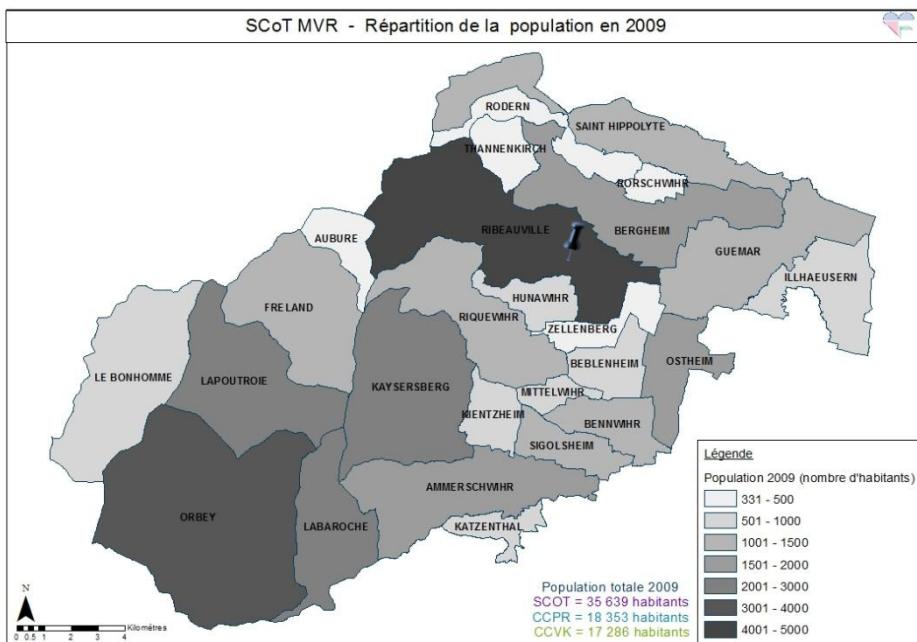 SCoT MVR - Répartition de la population en 2009
RODERN
SAINT HIPPOLYTE
THANNENKIRCH
RORSCHWIHR
AUBURE
RIBEAUVILLE
BERGHEIM
GUEMAR
ILLHAEUSERN
FRELAND
HUNAWIHR
RIQUEWIHR
ZELLENBERG
LE BONHOMME
LAPOUTROIE
KAYSERSBERG
BEBLENHEIM
OSTHEIM
MITTELWIHR
KIENTZHEIM
BENNWIHR
SIGOLSHEIM
AMMERSCHWIHR
ORBEY
LABAROCHE
KATZENTHAL
Légende
Population 2009 (nombre d'habitants)
331 - 500
501 - 1000
1001 - 1500
1501 - 2000
2001 - 3000
3001 - 4000
4001 - 5000
Population totale 2009
SCOT = 35 639 habitants
CCPR = 18 353 habitants
CCVK = 17 286 habitants
N
Kilomètres
0 0.5 1 2 3 4